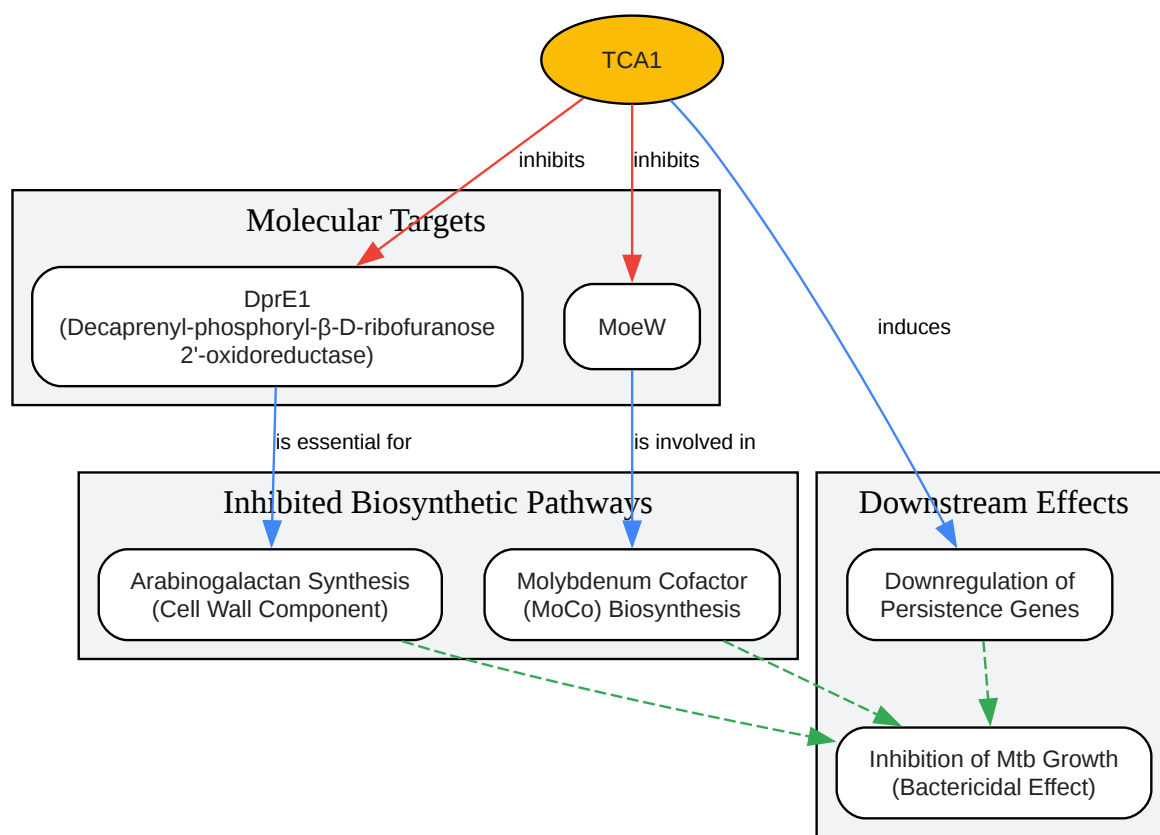 TCA1
inhibits
inhibits
Molecular Targets
DprE1
(Decaprenyl-phosphoryl-β-D-ribofuranose
2'-oxidoreductase)
MoeW
induces
is essential for
is involved in
Inhibited Biosynthetic Pathways
Downstream Effects
Arabinogalactan Synthesis
(Cell Wall Component)
Molybdenum Cofactor
(MoCo) Biosynthesis
Downregulation of
Persistence Genes
Inhibition of Mtb Growth
(Bactericidal Effect)